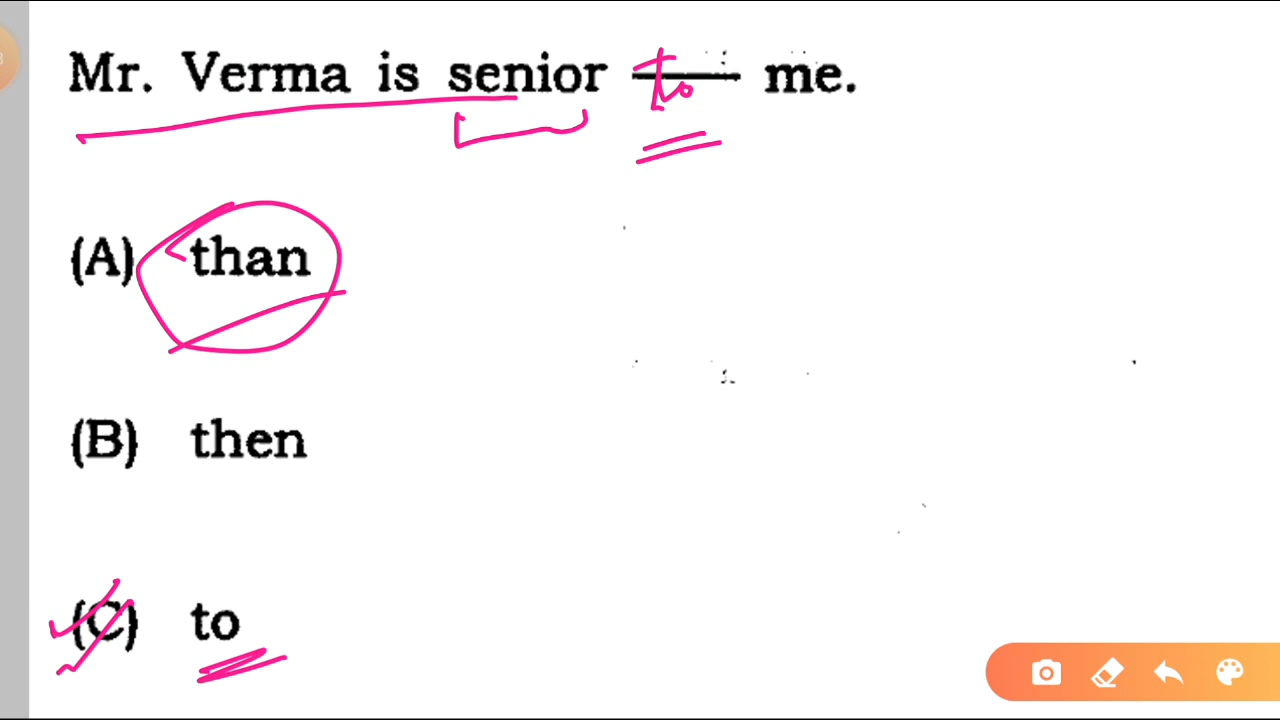 Mr. Verma is senior to me.
(A) than
(B) then
(C) to